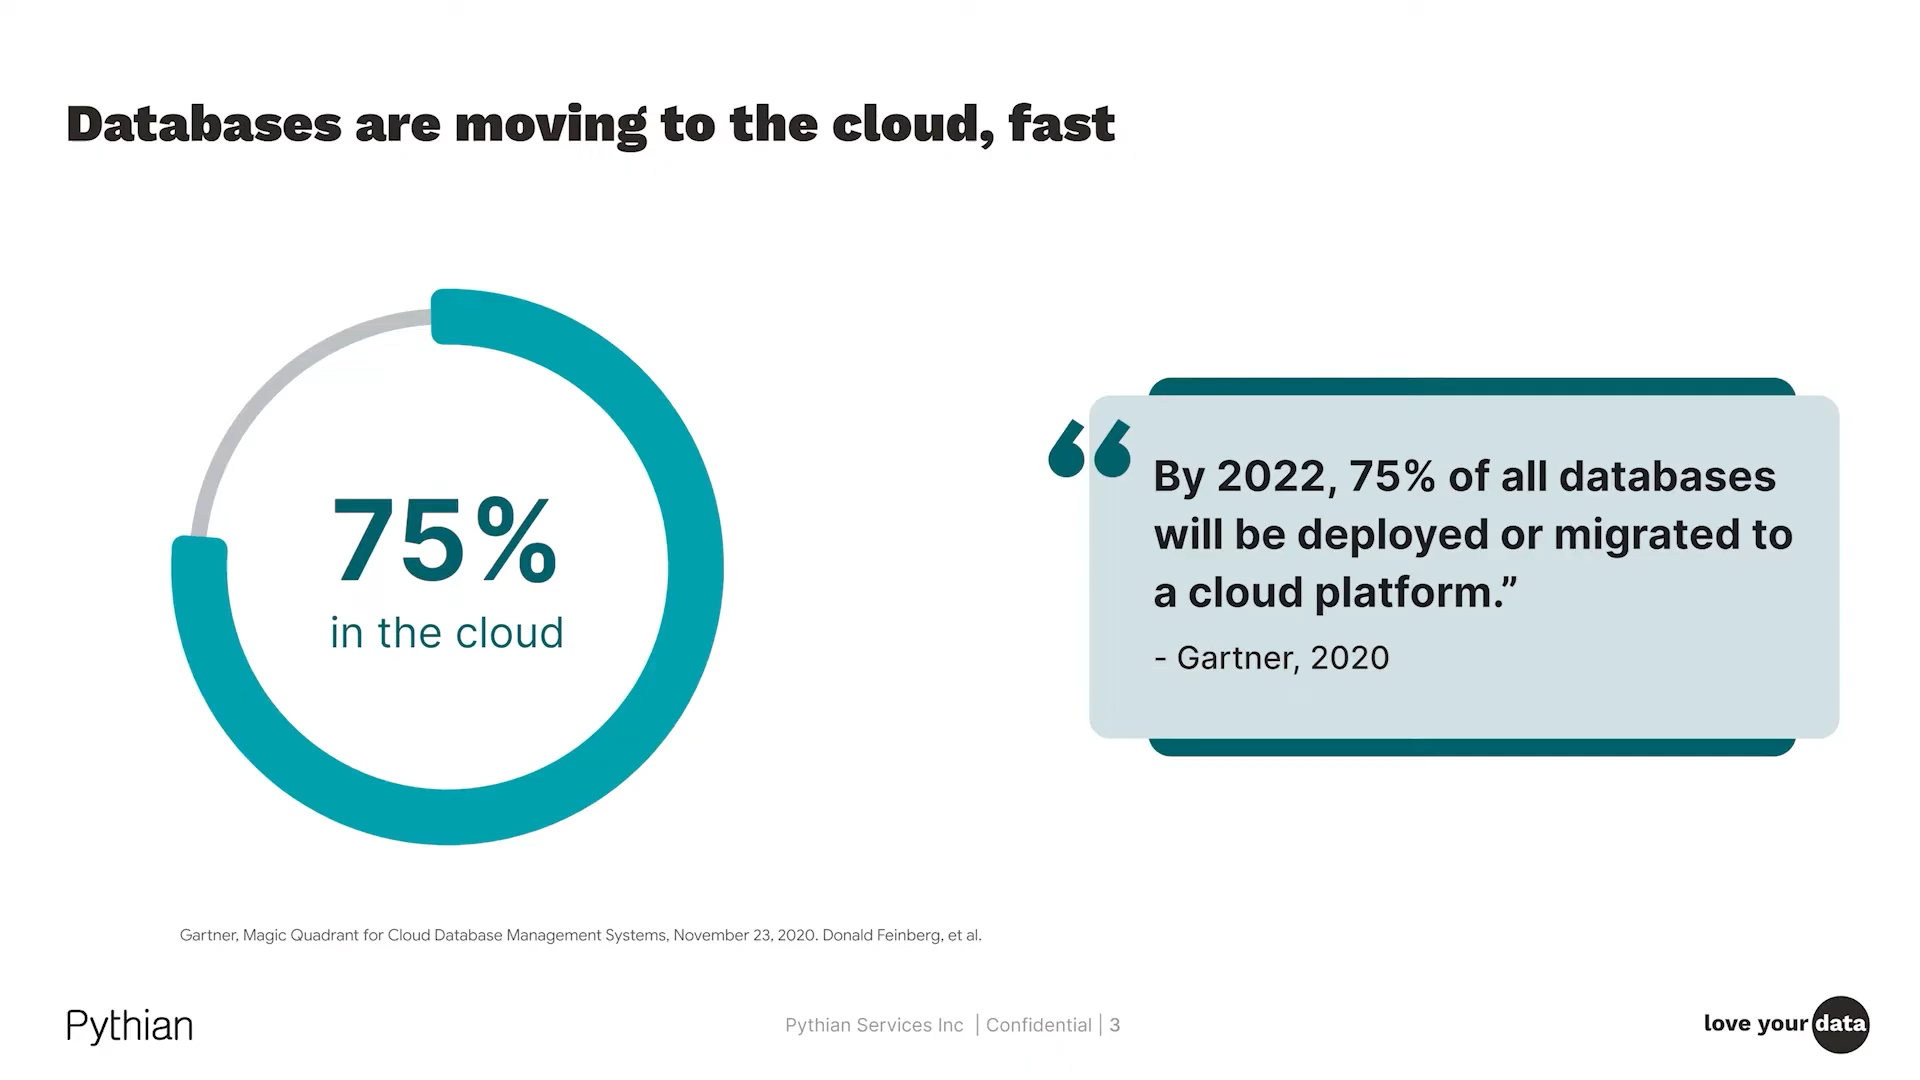 Databases are moving to the cloud, fast
75%
in the cloud
“
By 2022, 75% of all databases
will be deployed or migrated to
a cloud platform.”
- Gartner, 2020
Gartner, Magic Quadrant for Cloud Database Management Systems, November 23, 2020. Donald Feinberg, et al.
Pythian
Pythian Services Inc | Confidential | 3
love your data